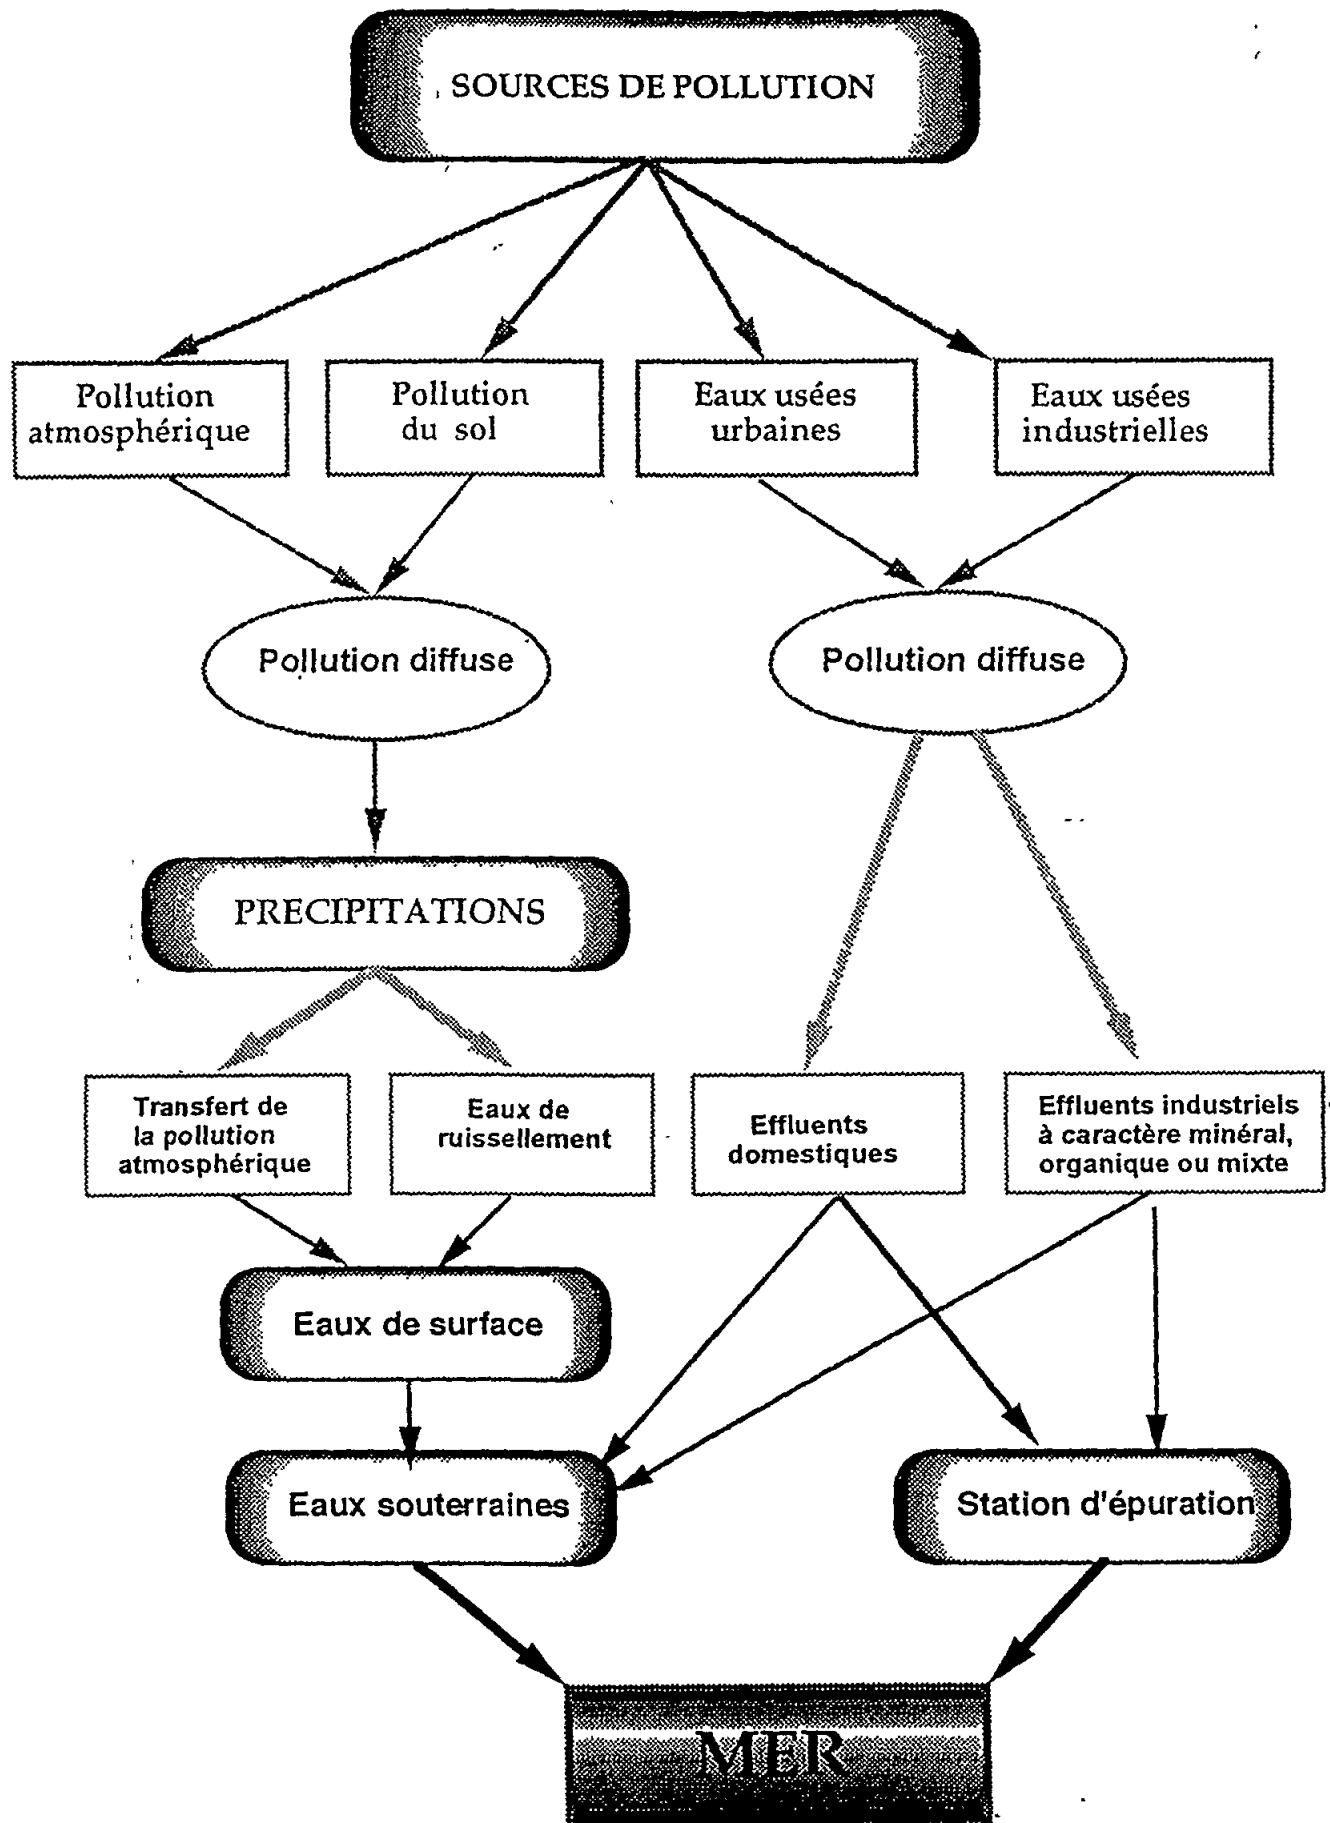 SOURCES DE POLLUTION
Pollution
atmosphérique
Pollution
du sol
Eaux usées
urbaines
Eaux usées
industrielles
Pollution diffuse
Pollution diffuse
PRECIPITATIONS
Transfert de
la pollution
atmosphérique
Eaux de
ruissellement
Effluents
domestiques
Effluents industriels
à caractère minéral,
organique ou mixte
Eaux de surface
Eaux souterraines
Station d'épuration
MER